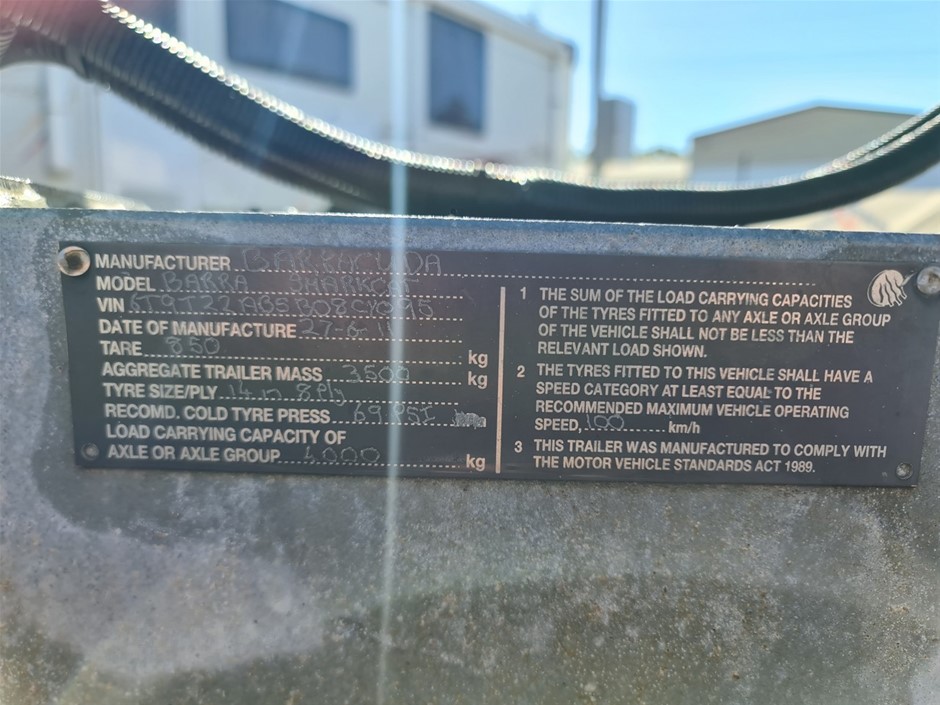 MANUFACTURER BARRACUDA
MODEL BARRA
VIN
DATE OF MANUFACTURE 27-6-
TARE 850 kg
AGGREGATE TRAILER MASS 3500 kg
TYRE SIZE/PLY 14 in 8 Ply
RECOMD. COLD TYRE PRESS. 69 PSI
LOAD CARRYING CAPACITY OF
AXLE OR AXLE GROUP 4000 kg
1 THE SUM OF THE LOAD CARRYING CAPACITIES
OF THE TYRES FITTED TO ANY AXLE OR AXLE GROUP
OF THE VEHICLE SHALL NOT BE LESS THAN THE
RELEVANT LOAD SHOWN.
2 THE TYRES FITTED TO THIS VEHICLE SHALL HAVE A
SPEED CATEGORY AT LEAST EQUAL TO THE
RECOMMENDED MAXIMUM VEHICLE OPERATING
SPEED, 100 km/h
3 THIS TRAILER WAS MANUFACTURED TO COMPLY WITH
THE MOTOR VEHICLE STANDARDS ACT 1989.